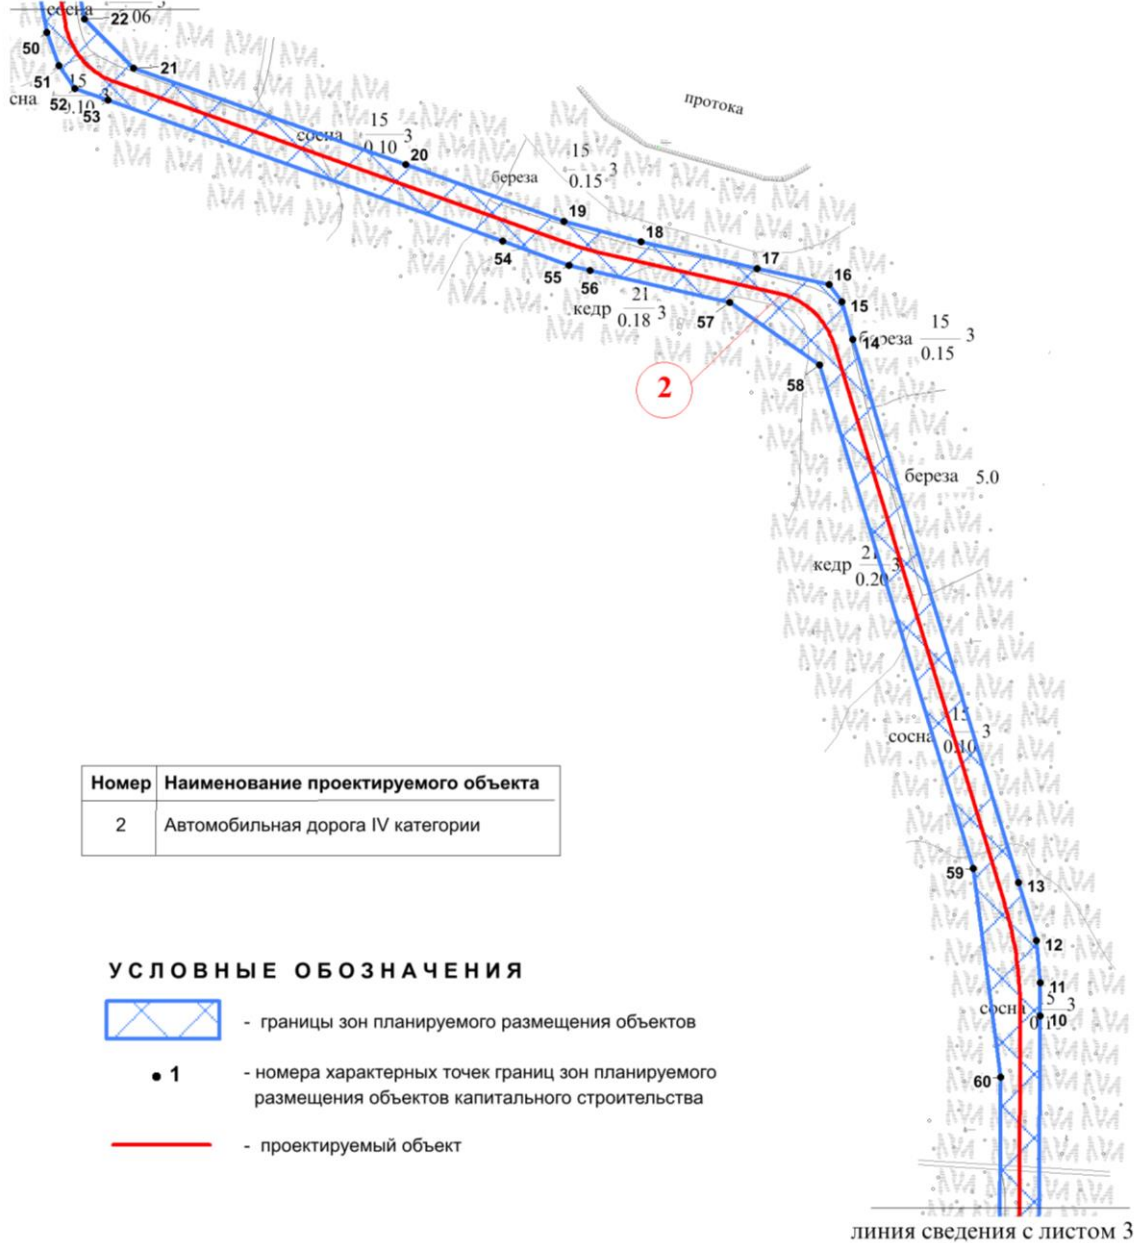 сосна
3
22
06
50
21
51
15
сна
52
0.10
3
53
протока
15
сосна
3
0.10
20
15
береза
3
0.15
19
18
54
17
55
16
56
15
21
кедр
3
0.18
57
14
береза
15
3
0.15
58
2
береза 5.0
21
кедр
3
0.20
15
сосна
3
0.10
Номер Наименование проектируемого объекта
2 Автомобильная дорога IV категории
59
13
12
УСЛОВНЫЕ ОБОЗНАЧЕНИЯ
11
5
сосна
3
10
- границы зон планируемого размещения объектов
60
1 - номера характерных точек границ зон планируемого
размещения объектов капитального строительства
- проектируемый объект
линия сведения с листом 3